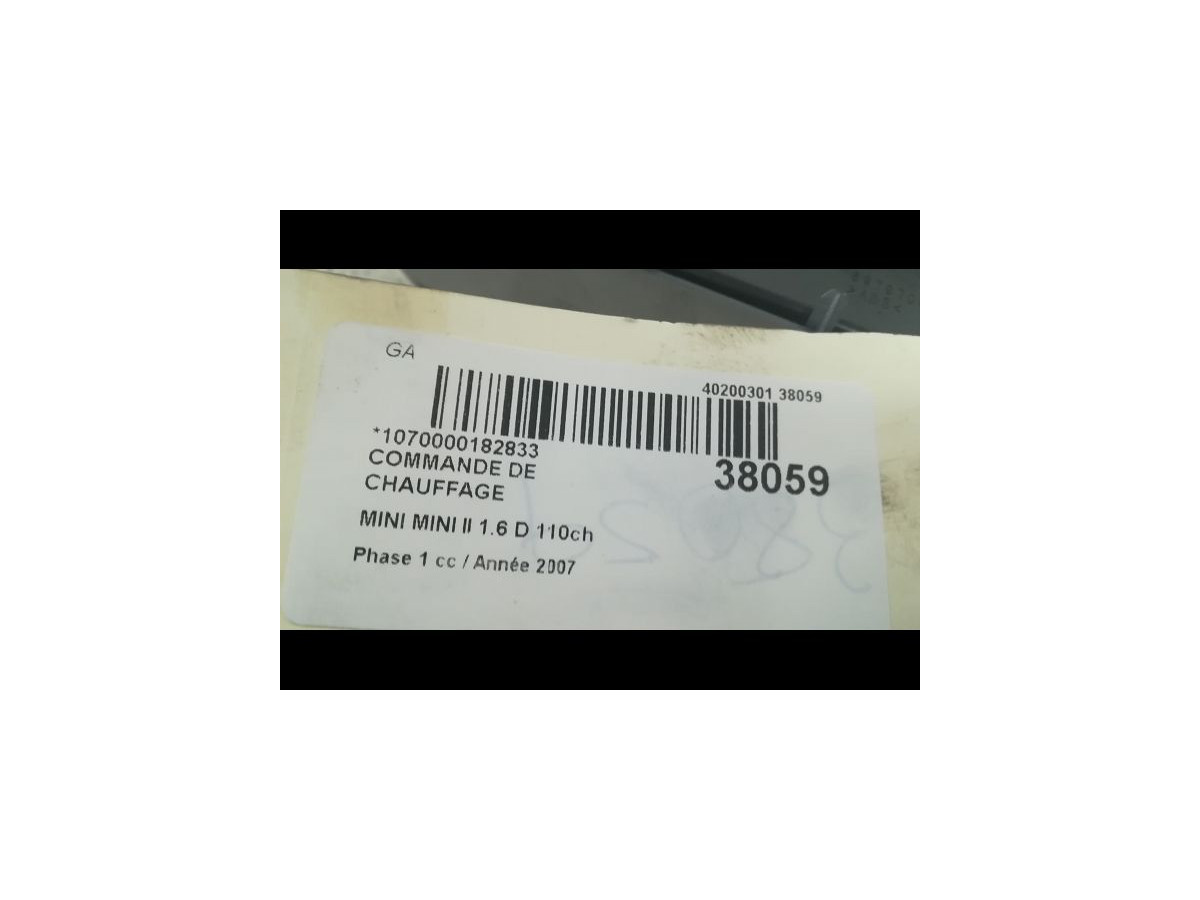 GA
40200301 38059
*1070000182833
38059
COMMANDE DE
CHAUFFAGE
MINI MINI II 1.6 D 110ch
Phase 1 cc / Année 2007